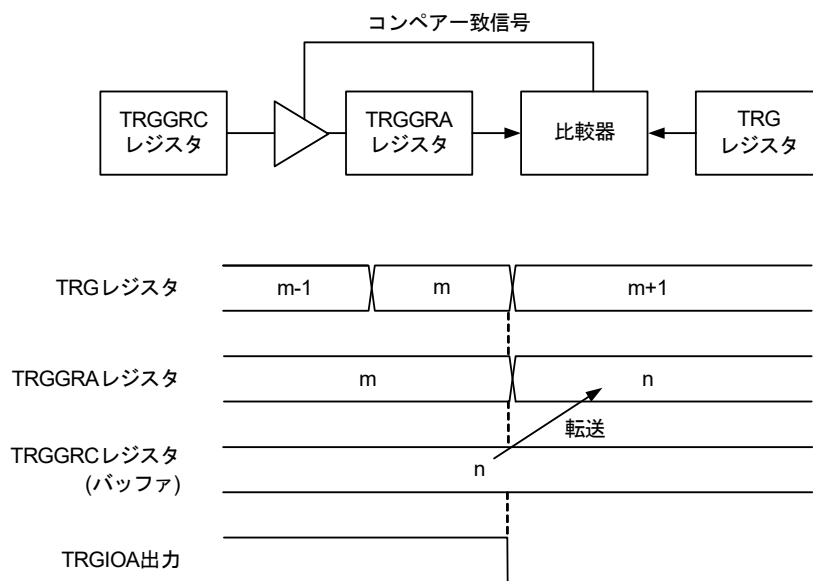 コンペア一致信号
TRGGRC
レジスタ
TRGGRA
レジスタ
比較器
TRG
レジスタ
TRGレジスタ
m-1
m
m+1
TRGGRAレジスタ
m
n
転送
TRGGRCレジスタ
(バッファ)
n
TRGIOA出力